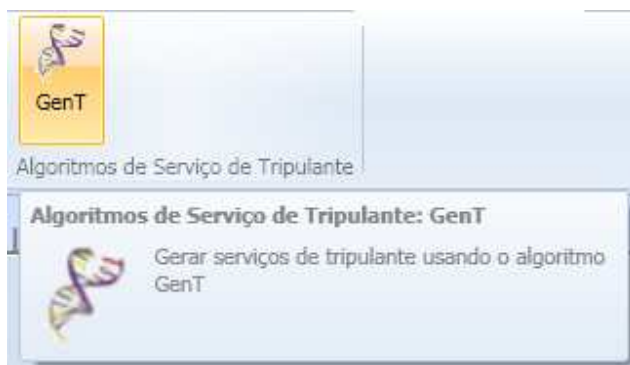 GenT
Algoritmos de Serviço de Tripulante
Algoritmos de Serviço de Tripulante: GenT
Gerar serviços de tripulante usando o algoritmo
GenT